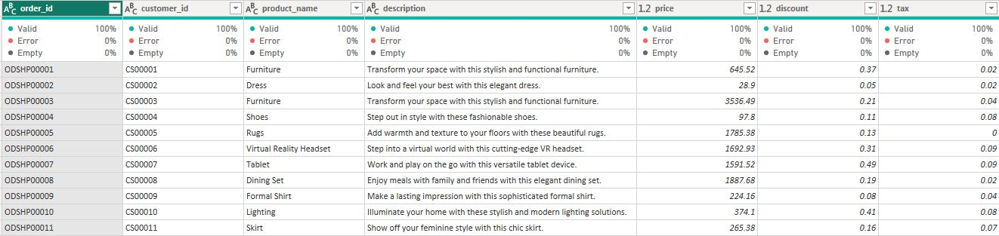 ABC order_id ABC customer_id ABC product_name ABC description 1.2 price 1.2 discount 1.2 tax
Valid 100% Valid 100% Valid 100% Valid 100% Valid 100% Valid 100% Valid 100%
Error 0% Error 0% Error 0% Error 0% Error 0% Error 0% Error 0%
Empty 0% Empty 0% Empty 0% Empty 0% Empty 0% Empty 0% Empty 0%
ODSHP00001 CS00001 Furniture Transform your space with this stylish and functional furniture. 645.52 0.37 0.02
ODSHP00002 CS00002 Dress Look and feel your best with this elegant dress. 28.9 0.05 0.02
ODSHP00003 CS00003 Furniture Transform your space with this stylish and functional furniture. 3536.49 0.21 0.04
ODSHP00004 CS00004 Shoes Step out in style with these fashionable shoes. 97.8 0.11 0.08
ODSHP00005 CS00005 Rugs Add warmth and texture to your floors with these beautiful rugs. 1785.38 0.13 0
ODSHP00006 CS00006 Virtual Reality Headset Step into a virtual world with this cutting-edge VR headset. 1692.93 0.31 0.09
ODSHP00007 CS00007 Tablet Work and play on the go with this versatile tablet device. 1591.52 0.49 0.09
ODSHP00008 CS00008 Dining Set Enjoy meals with family and friends with this elegant dining set. 1887.68 0.19 0.02
ODSHP00009 CS00009 Formal Shirt Make a lasting impression with this sophisticated formal shirt. 224.16 0.08 0.04
ODSHP00010 CS00010 Lighting Illuminate your home with these stylish and modern lighting solutions. 374.1 0.41 0.08
ODSHP00011 CS00011 Skirt Show off your feminine style with this chic skirt. 265.38 0.16 0.07